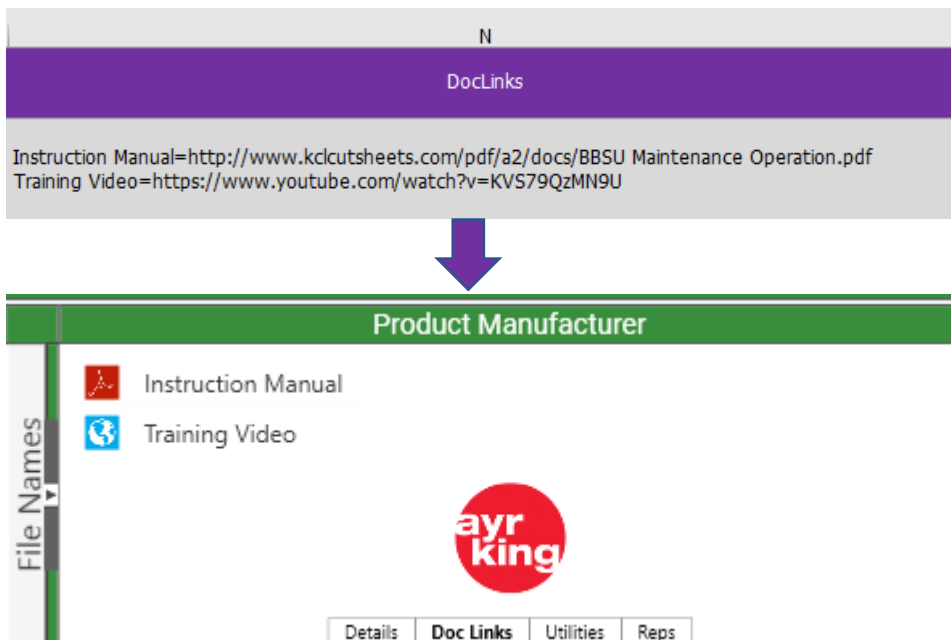 N
DocLinks
Instruction Manual=http://www.kclcutsheets.com/pdf/a2/docs/BBSU Maintenance Operation.pdf
Training Video=https://www.youtube.com/watch?v=KVS79QzMN9U
Product Manufacturer
File Names
Instruction Manual
Training Video
ayr
king
Details Doc Links Utilities Reps